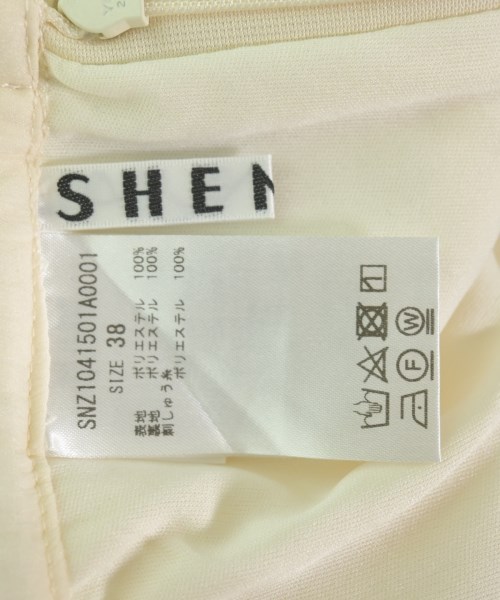 SHEN
SNZ1041501A0001
SIZE 38
表地 ポリエステル 100%
裏地 ポリエステル 100%
刺しゅう糸 ポリエステル 100%
W
F